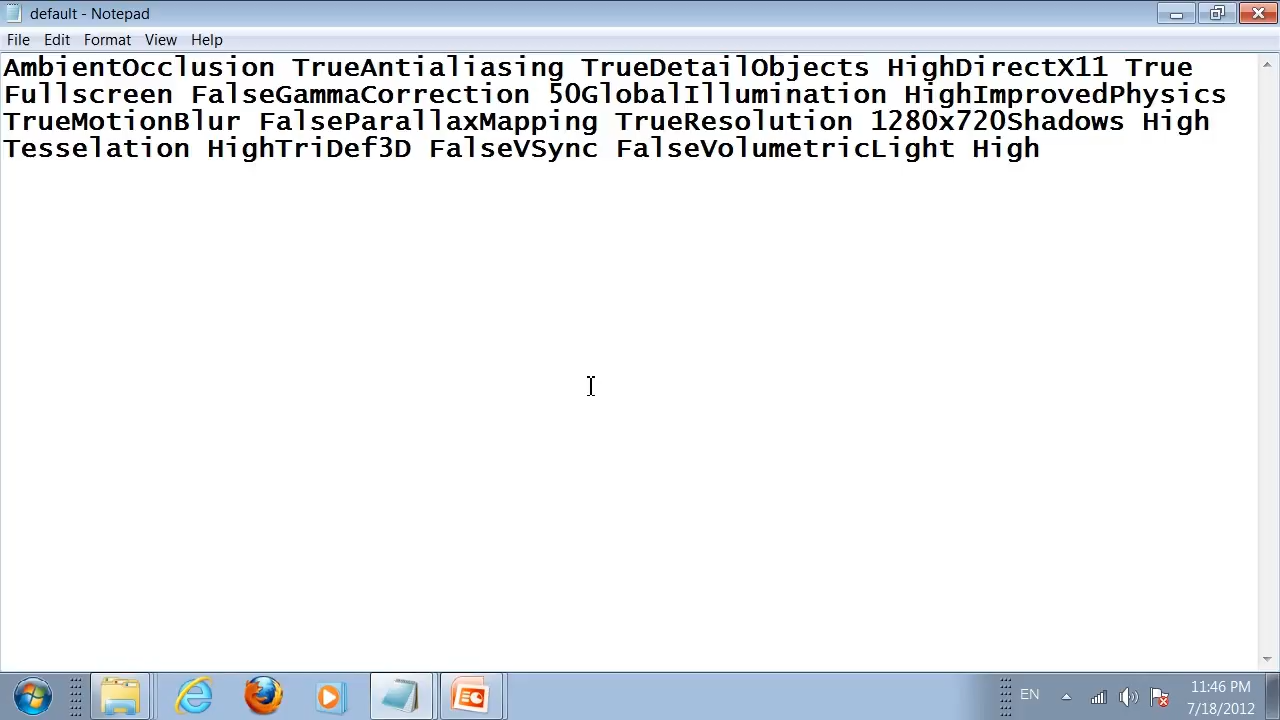 default - Notepad
File Edit Format View Help
AmbientOcclusion TrueAntialiasing TrueDetailObjects HighDirectX11 True
Fullscreen FalseGammaCorrection 50GlobalIllumination HighImprovedPhysics
TrueMotionBlur FalseParallaxMapping TrueResolution 1280x720Shadows High
Tesselation HighTriDef3D FalseVSync FalseVolumetricLight High
EN
11:46 PM
7/18/2012